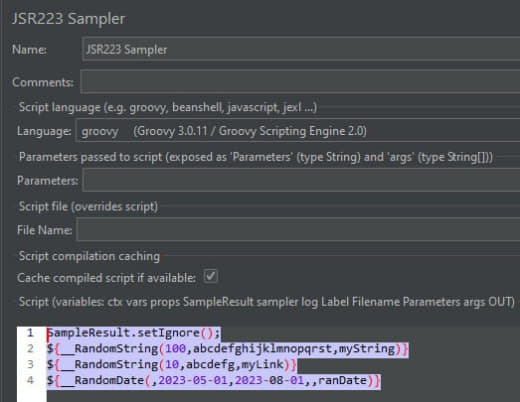 JSR223 Sampler
Name: JSR223 Sampler
Comments:
Script language (e.g. groovy, beanshell, javascript, jexl ...)
Language: groovy (Groovy 3.0.11 / Groovy Scripting Engine 2.0)
Parameters passed to script (exposed as 'Parameters' (type String) and 'args' (type String[]))
Parameters:
Script file (overrides script)
File Name:
Script compilation caching
Cache compiled script if available:
Script (variables: ctx vars props SampleResult sampler log Label Filename Parameters args OUT)
1 SampleResult.setIgnore();
2 ${__RandomString(100,abcdefghijklmnopqrst,myString)}
3 ${__RandomString(10,abcdefg,myLink)}
4 ${__RandomDate(,2023-05-01,2023-08-01,,ranDate)}